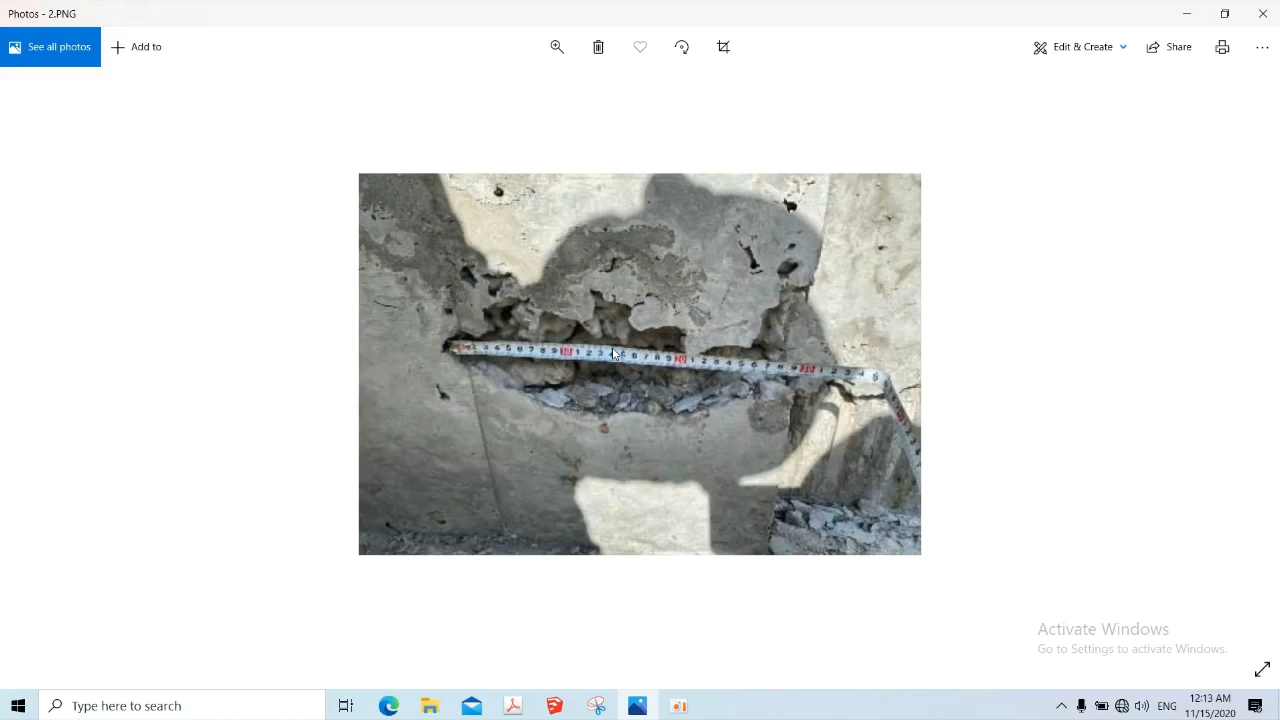 Photos - 2.PNG
See all photos
Add to
Edit & Create
Share
Activate Windows
Go to Settings to activate Windows.
Type here to search
ENG
12:13 AM
11/15/2020